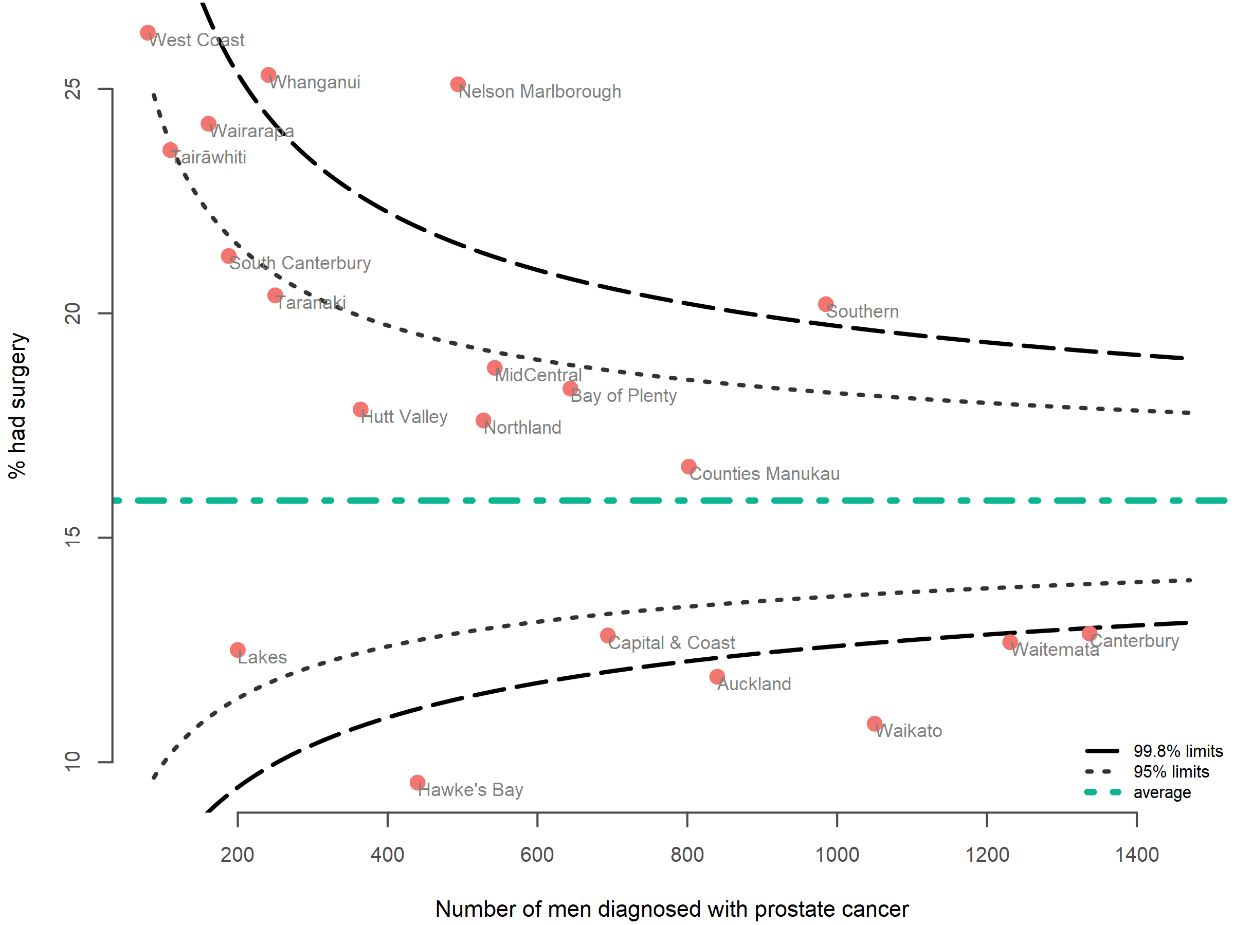 West Coast
Whanganui
Nelson Marlborough
25
Wairarapa
Tairāwhiti
South Canterbury
Taranaki
Southern
20
% had surgery
MidCentral
Bay of Plenty
Hutt Valley
Northland
Counties Manukau
15
Capital & Coast
Canterbury
Waitemata
Lakes
Auckland
Waikato
10
Hawke's Bay
99.8% limits
95% limits
average
200 400 600 800 1000 1200 1400
Number of men diagnosed with prostate cancer